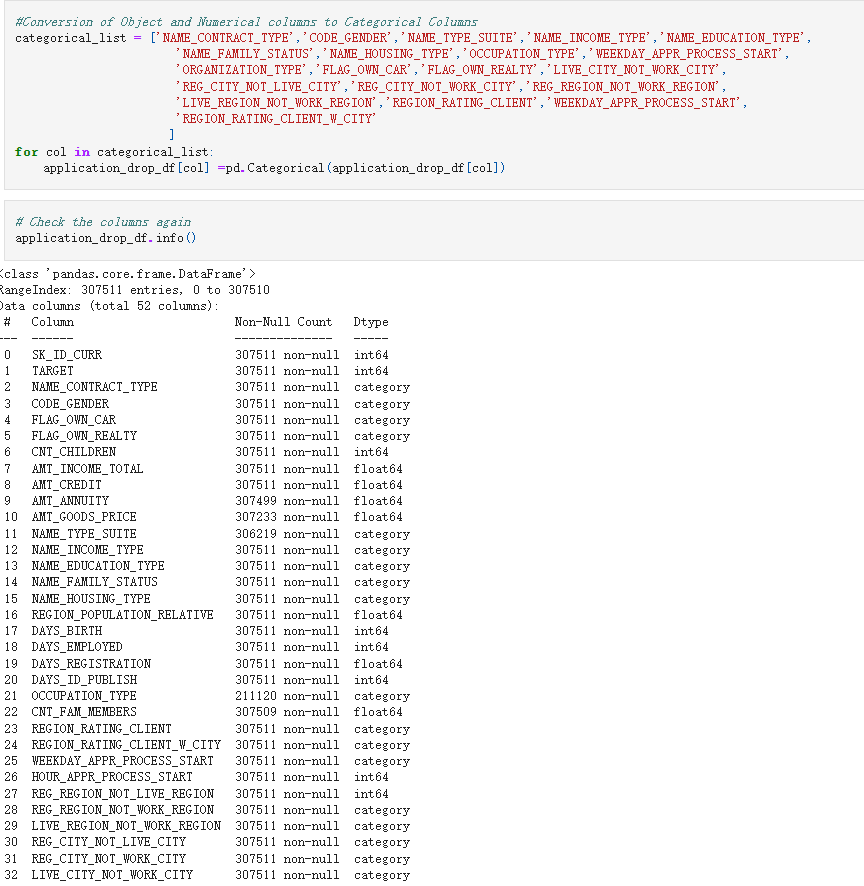 #Conversion of Object and Numerical columns to Categorical Columns
categorical_list = ['NAME_CONTRACT_TYPE','CODE_GENDER','NAME_TYPE_SUITE','NAME_INCOME_TYPE','NAME_EDUCATION_TYPE',
'NAME_FAMILY_STATUS','NAME_HOUSING_TYPE','OCCUPATION_TYPE','WEEKDAY_APPR_PROCESS_START',
'ORGANIZATION_TYPE','FLAG_OWN_CAR','FLAG_OWN_REALTY','LIVE_CITY_NOT_WORK_CITY',
'REG_CITY_NOT_LIVE_CITY','REG_CITY_NOT_WORK_CITY','REG_REGION_NOT_WORK_REGION',
'LIVE_REGION_NOT_WORK_REGION','REGION_RATING_CLIENT','WEEKDAY_APPR_PROCESS_START',
'REGION_RATING_CLIENT_W_CITY'
]
for col in categorical_list:
application_drop_df[col] =pd.Categorical(application_drop_df[col])
# Check the columns again
application_drop_df.info()
<class 'pandas.core.frame.DataFrame'>
RangeIndex: 307511 entries, 0 to 307510
Data columns (total 52 columns):
# Column Non-Null Count Dtype
--- ------ -------------- -----
0 SK_ID_CURR 307511 non-null int64
1 TARGET 307511 non-null int64
2 NAME_CONTRACT_TYPE 307511 non-null category
3 CODE_GENDER 307511 non-null category
4 FLAG_OWN_CAR 307511 non-null category
5 FLAG_OWN_REALTY 307511 non-null category
6 CNT_CHILDREN 307511 non-null int64
7 AMT_INCOME_TOTAL 307511 non-null float64
8 AMT_CREDIT 307511 non-null float64
9 AMT_ANNUITY 307499 non-null float64
10 AMT_GOODS_PRICE 307233 non-null float64
11 NAME_TYPE_SUITE 306219 non-null category
12 NAME_INCOME_TYPE 307511 non-null category
13 NAME_EDUCATION_TYPE 307511 non-null category
14 NAME_FAMILY_STATUS 307511 non-null category
15 NAME_HOUSING_TYPE 307511 non-null category
16 REGION_POPULATION_RELATIVE 307511 non-null float64
17 DAYS_BIRTH 307511 non-null int64
18 DAYS_EMPLOYED 307511 non-null int64
19 DAYS_REGISTRATION 307511 non-null float64
20 DAYS_ID_PUBLISH 307511 non-null int64
21 OCCUPATION_TYPE 211120 non-null category
22 CNT_FAM_MEMBERS 307509 non-null float64
23 REGION_RATING_CLIENT 307511 non-null category
24 REGION_RATING_CLIENT_W_CITY 307511 non-null category
25 WEEKDAY_APPR_PROCESS_START 307511 non-null category
26 HOUR_APPR_PROCESS_START 307511 non-null int64
27 REG_REGION_NOT_LIVE_REGION 307511 non-null int64
28 REG_REGION_NOT_WORK_REGION 307511 non-null category
29 LIVE_REGION_NOT_WORK_REGION 307511 non-null category
30 REG_CITY_NOT_LIVE_CITY 307511 non-null category
31 REG_CITY_NOT_WORK_CITY 307511 non-null category
32 LIVE_CITY_NOT_WORK_CITY 307511 non-null category